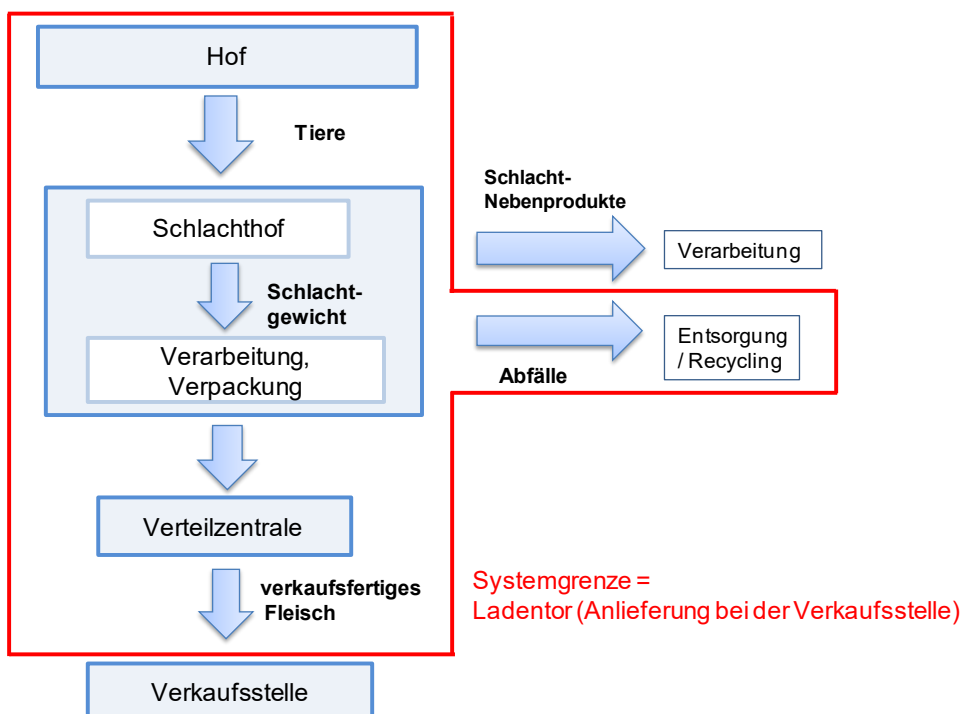 Hof
Tiere
Schlachthof
Schlacht-
gewicht
Verarbeitung,
Verpackung
Schlacht-
Nebenprodukte
Verarbeitung
Abfälle
Entsorgung
/ Recycling
Verteilzentrale
verkaufsfertiges
Fleisch
Systemgrenze =
Ladentor (Anlieferung bei der Verkaufsstelle)
Verkaufsstelle